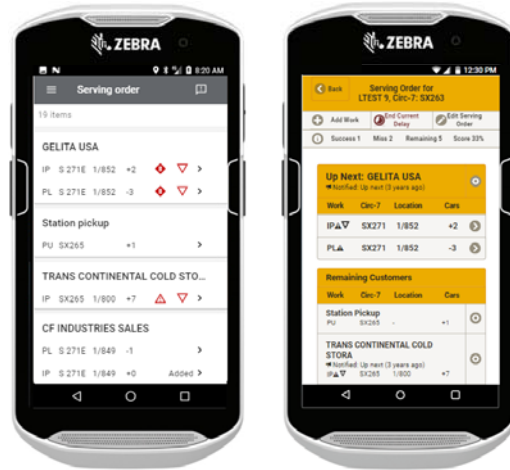 ZEBRA
8:20 AM
Serving order
19 items
GELITA USA
IP S 271E 1/852 +2
PL S 271E 1/852 -3
Station pickup
PU SX265 +1
TRANS CONTINENTAL COLD STO...
IP SX265 1/800 +7
CF INDUSTRIES SALES
PL S 271E 1/849 -1
IP S 271E 1/849 +0 Added
ZEBRA
12:30 PM
Back
Serving Order for
LTEST 9, Circ-7: SX263
Add Work
End Current
Delay
Edit Serving
Order
Success 1 Miss 2 Remaining 5 Score 33%
Up Next: GELITA USA
Notified: Up next (3 years ago)
Work Circ-7 Location Cars
IP SX271 1/852 +2
PL SX271 1/852 -3
Remaining Customers
Work Circ-7 Location Cars
Station Pickup
PU SX265 - +1
TRANS CONTINENTAL COLD
STORA
Notified: Up next (3 years ago)
IP SX265 1/800 +7